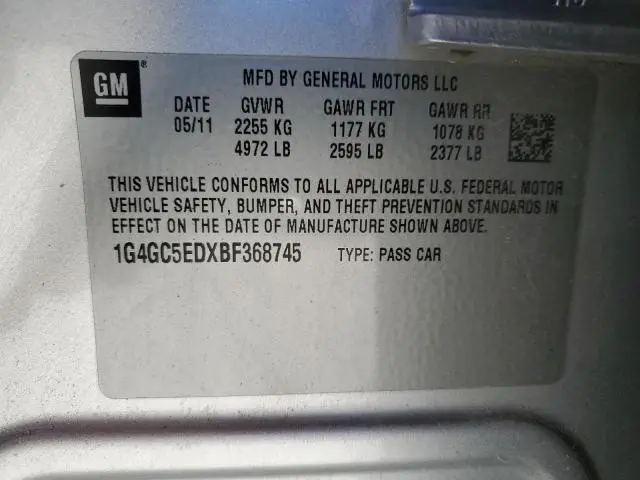 GM®
MFD BY GENERAL MOTORS LLC
DATE GVWR GAWR FRT GAWR RR
05/11 2255 KG 1177 KG 1078 KG
4972 LB 2595 LB 2377 LB
THIS VEHICLE CONFORMS TO ALL APPLICABLE U.S. FEDERAL MOTOR
VEHICLE SAFETY, BUMPER, AND THEFT PREVENTION STANDARDS IN
EFFECT ON THE DATE OF MANUFACTURE SHOWN ABOVE.
1G4GC5EDXBF368745 TYPE: PASS CAR